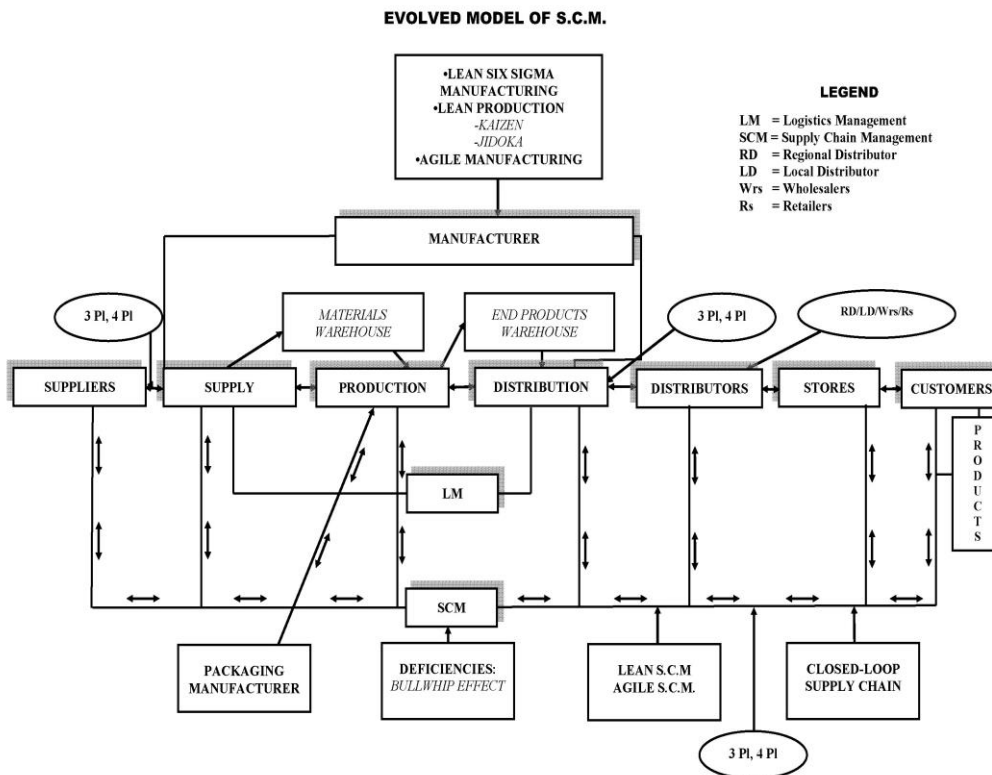 EVOLVED MODEL OF S.C.M.
•LEAN SIX SIGMA
MANUFACTURING
•LEAN PRODUCTION
-KAIZEN
-JIDOKA
•AGILE MANUFACTURING
LEGEND
LM = Logistics Management
SCM = Supply Chain Management
RD = Regional Distributor
LD = Local Distributor
Wrs = Wholesalers
Rs = Retailers
MANUFACTURER
3 Pl, 4 Pl
MATERIALS
WAREHOUSE
END PRODUCTS
WAREHOUSE
3 Pl, 4 Pl
RD/LD/Wrs/Rs
SUPPLIERS
SUPPLY
PRODUCTION
DISTRIBUTION
DISTRIBUTORS
STORES
CUSTOMERS
P
R
O
D
U
C
T
S
LM
SCM
PACKAGING
MANUFACTURER
DEFICIENCIES:
BULLWHIP EFFECT
LEAN S.C.M
AGILE S.C.M.
CLOSED-LOOP
SUPPLY CHAIN
3 Pl, 4 Pl